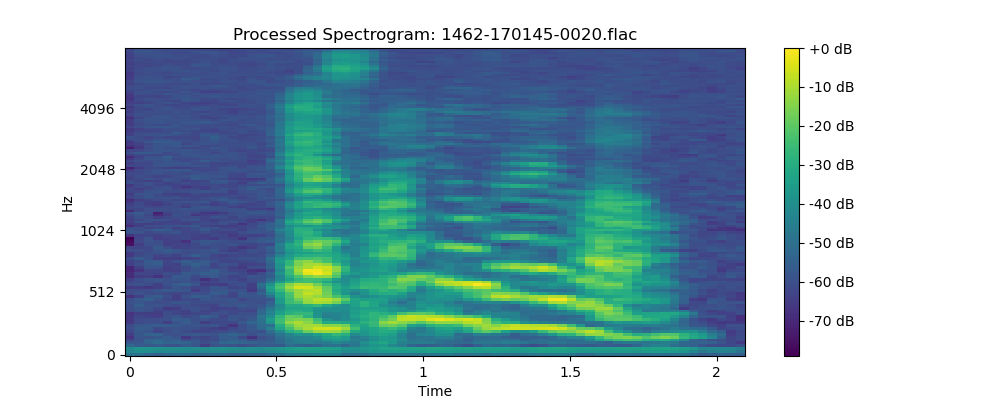 Processed Spectrogram: 1462-170145-0020.flac
Hz
4096
2048
1024
512
0
0
0.5
1
1.5
2
Time
+0 dB
-10 dB
-20 dB
-30 dB
-40 dB
-50 dB
-60 dB
-70 dB